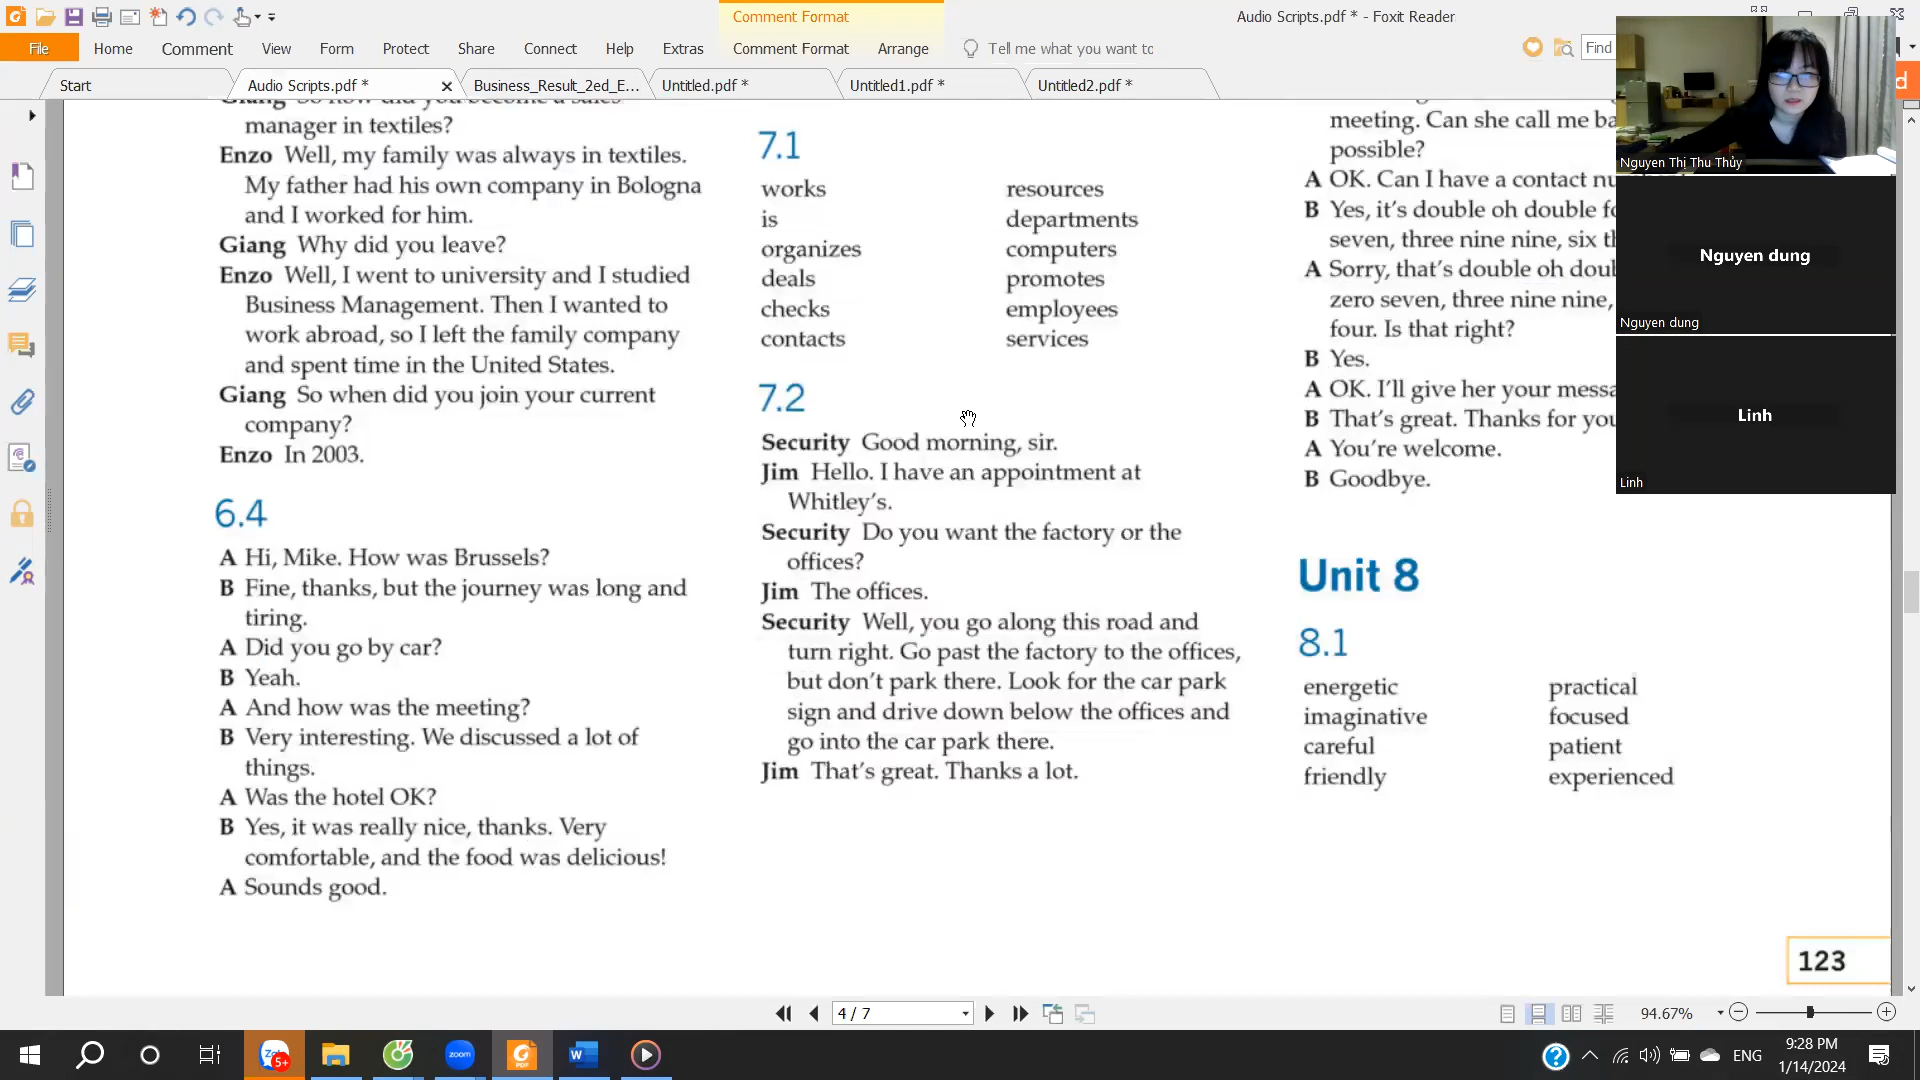 Comment Format
Audio Scripts.pdf * - Foxit Reader
File
Home
Comment
View
Form
Protect
Share
Connect
Help
Extras
Comment Format
Arrange
Tell me what you want to
Find
Start
Audio Scripts.pdf *
Business_Result_2ed_E...
Untitled.pdf *
Untitled1.pdf *
Untitled2.pdf *
Giang So how did you become a sales
manager in textiles?
Enzo Well, my family was always in textiles.
My father had his own company in Bologna
and I worked for him.
Giang Why did you leave?
Enzo Well, I went to university and I studied
Business Management. Then I wanted to
work abroad, so I left the family company
and spent time in the United States.
Giang So when did you join your current
company?
Enzo In 2003.
6.4
A Hi, Mike. How was Brussels?
B Fine, thanks, but the journey was long and
tiring.
A Did you go by car?
B Yeah.
A And how was the meeting?
B Very interesting. We discussed a lot of
things.
A Was the hotel OK?
B Yes, it was really nice, thanks. Very
comfortable, and the food was delicious!
A Sounds good.
7.1
works
is
organizes
deals
checks
contacts
resources
departments
computers
promotes
employees
services
7.2
Security Good morning, sir.
Jim Hello. I have an appointment at
Whitley's.
Security Do you want the factory or the
offices?
Jim The offices.
Security Well, you go along this road and
turn right. Go past the factory to the offices,
but don't park there. Look for the car park
sign and drive down below the offices and
go into the car park there.
Jim That's great. Thanks a lot.
meeting. Can she call me ba
possible?
A OK. Can I have a contact nu
B Yes, it's double oh double fo
seven, three nine nine, six th
A Sorry, that's double oh dou
zero seven, three nine nine,
four. Is that right?
B Yes.
A OK. I'll give her your messa
B That's great. Thanks for you
A You're welcome.
B Goodbye.
Unit 8
8.1
energetic
imaginative
careful
friendly
practical
focused
patient
experienced
123
Nguyen Thị Thu Thủy
Nguyen dung
Nguyen dung
Linh
Linh
4 / 7
94.67%
5+
zoom
PDF
W
ENG
9:28 PM
1/14/2024